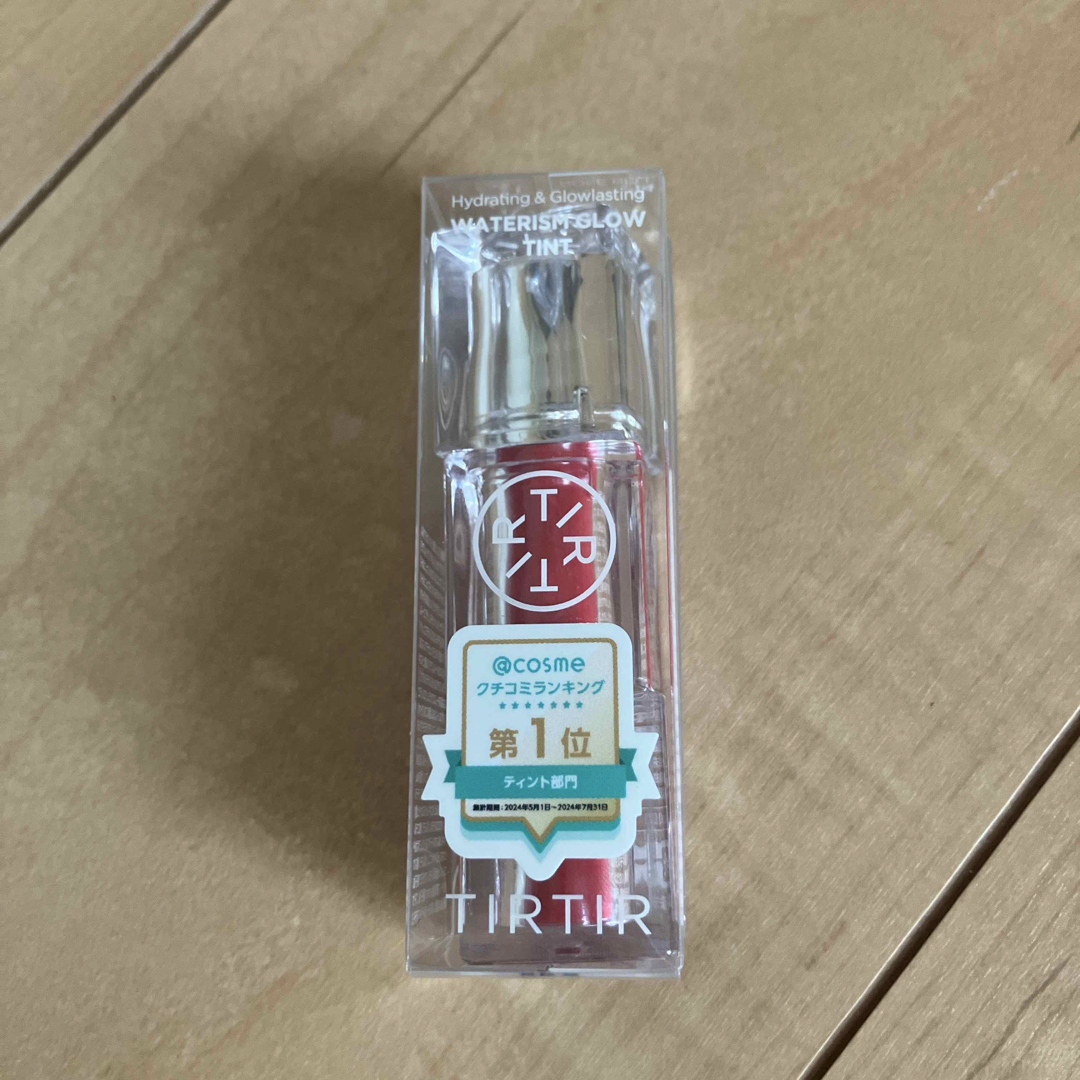 Hydrating & Glowlasting
WATERISM GLOW
TINT
TIRTIR
@cosme
クチコミランキング
第1位
ティント部門
集計期間:2024年5月1日~2024年7月31日
TIRTIR